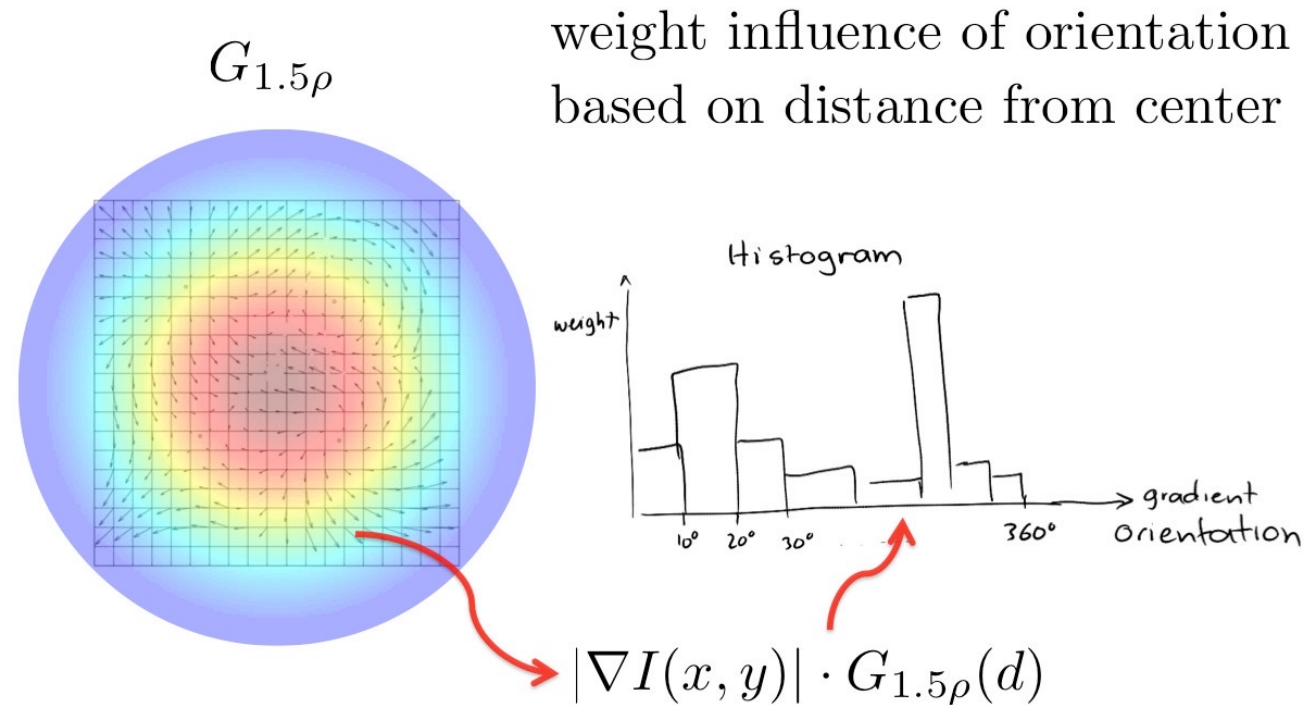 G_{1.5ρ}
weight influence of orientation
based on distance from center
Histogram
weight
10° 20° 30° ..... 360°
gradient
orientation
|∇I(x, y)| · G_{1.5ρ}(d)